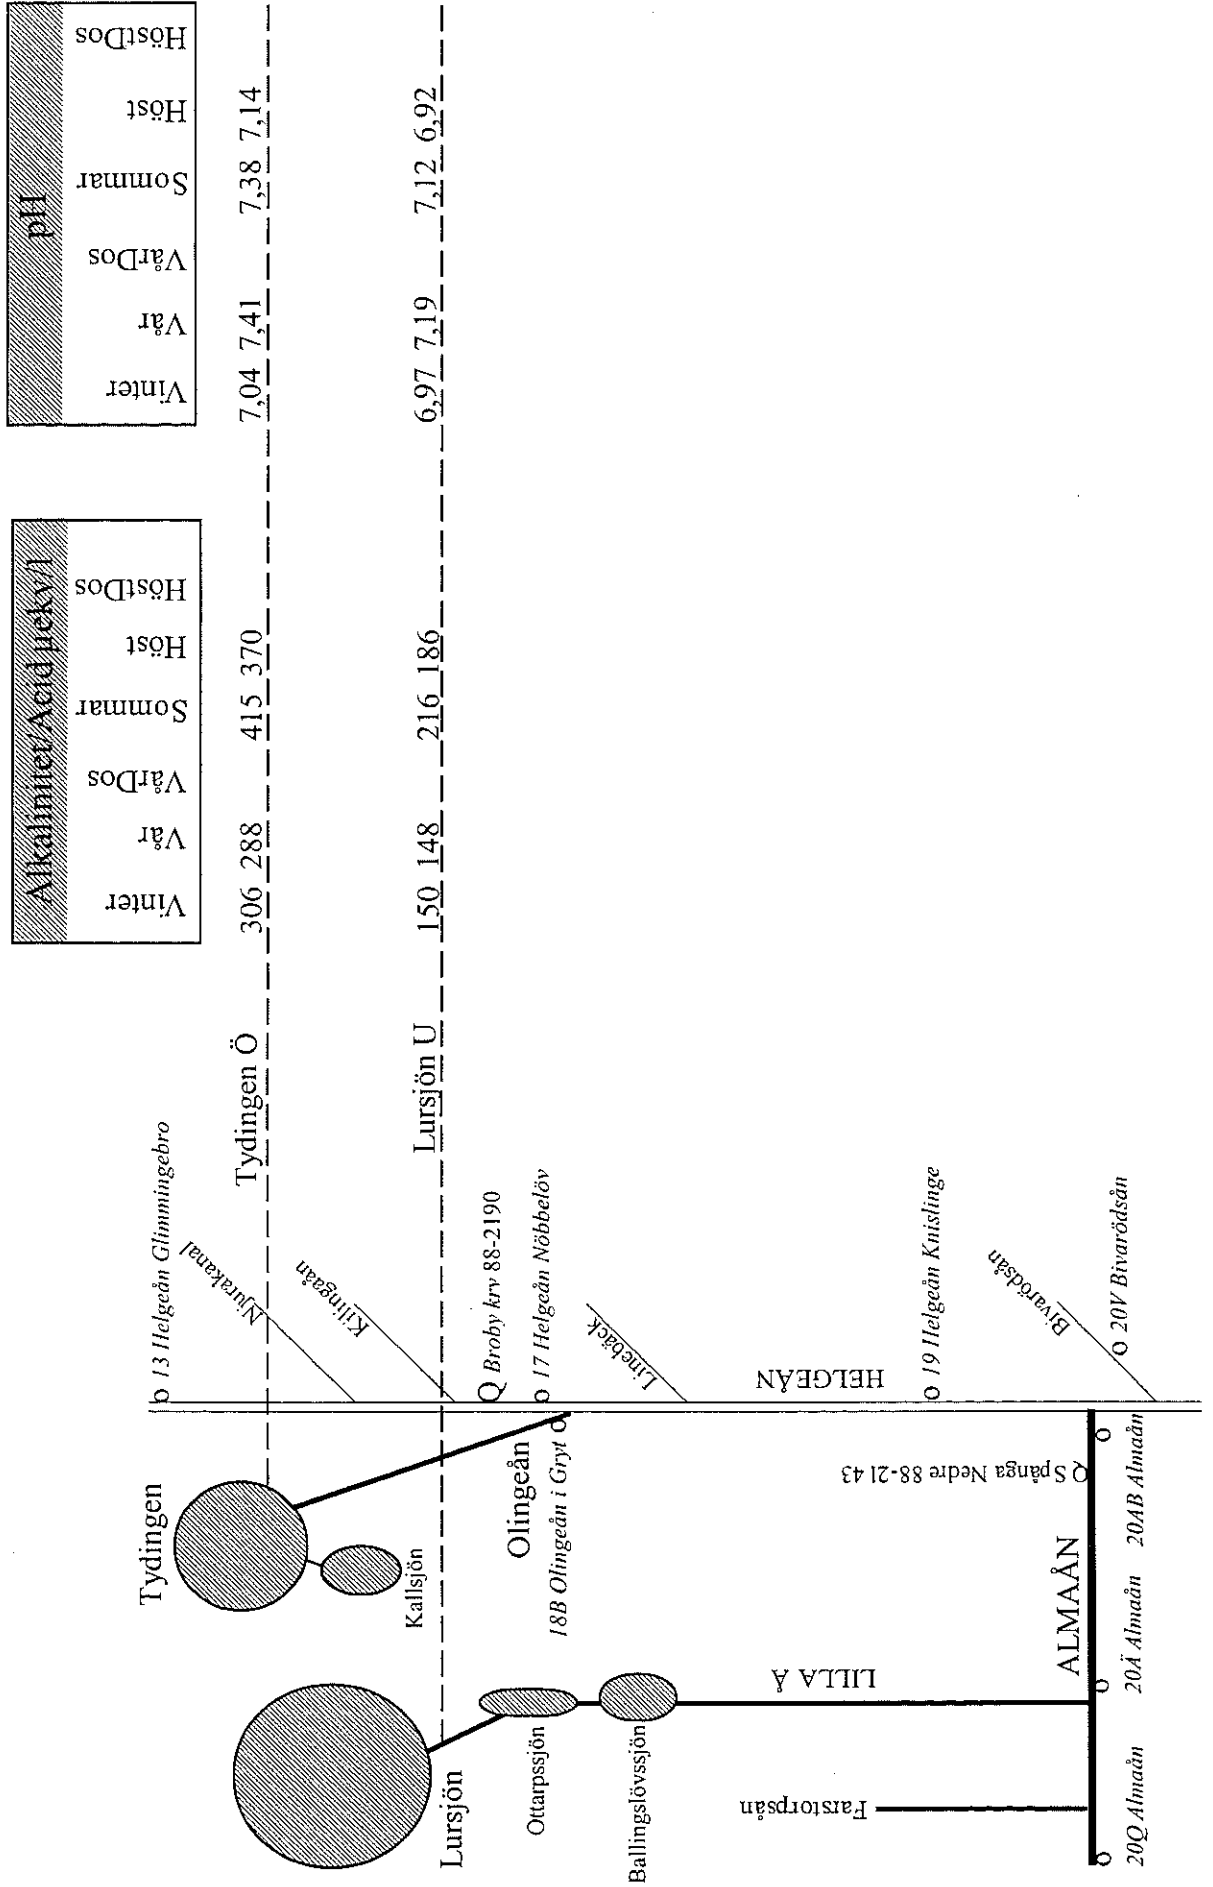 Alkalinitet/Acid µekv/l
Vinter
Vår
VårDos
Sommar
Höst
HöstDos
pH
Vinter
Vår
VårDos
Sommar
Höst
HöstDos
Tydingen Ö 306 288 415 370 7,04 7,41 7,38 7,14
Lursjön U 150 148 216 186 6,97 7,19 7,12 6,92
Tydingen
Kallsjön
Lursjön
Ottarpssjön
Ballingslövssjön
Olingeån
18B Olingeån i Gryt
13 Helgeån Glimmingebro
Njurakanal
Kilingaån
Q Broby krv 88-2190
17 Helgeån Nöbbelöv
Linebäck
HELGEÅN
19 Helgeån Knislinge
Bivarödsån
20V Bivarödsån
LILLA Å
Farstorpsån
ALMAÅN
Q Spånga Nedre 88-2143
20Q Almaån
20Ä Almaån
20AB Almaån